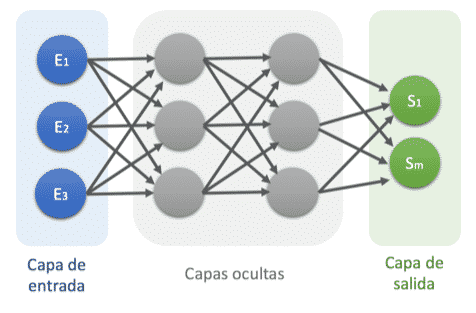 E1
E2
E3
S1
Sm
Capa de
entrada
Capas ocultas
Capa de
salida